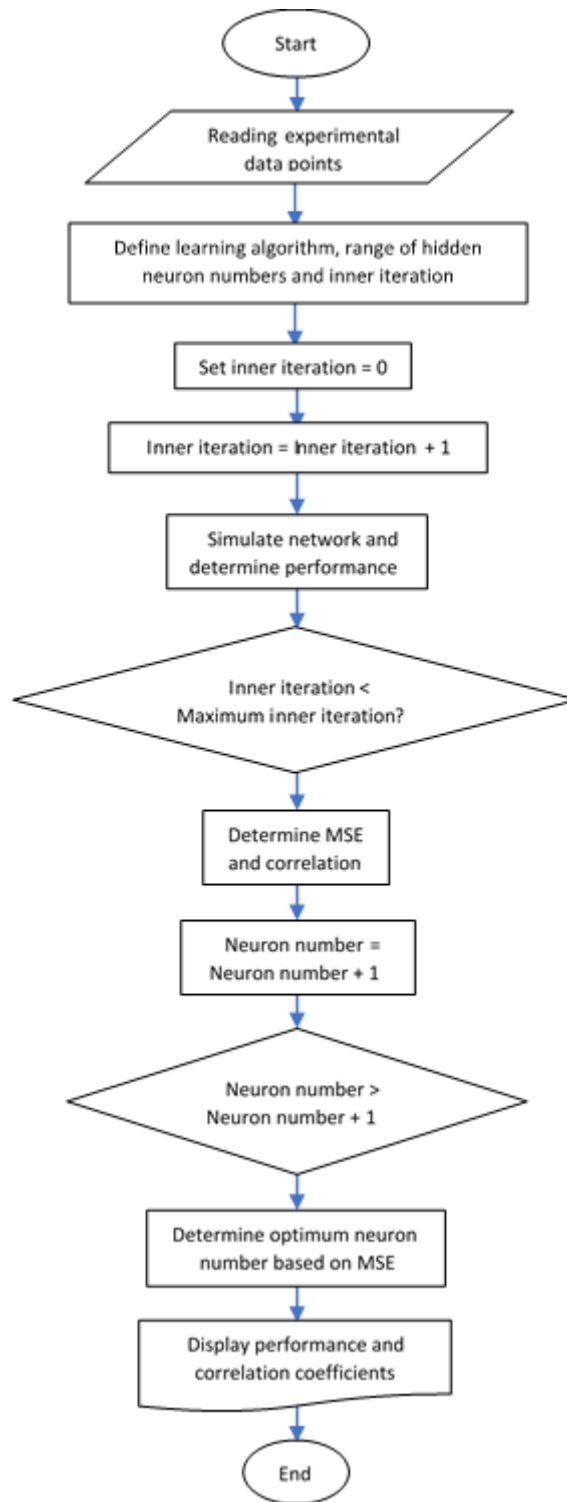 Start
Reading experimental
data points
Define learning algorithm, range of hidden
neuron numbers and inner iteration
Set inner iteration = 0
Inner iteration = Inner iteration + 1
Simulate network and
determine performance
Inner iteration <
Maximum inner iteration?
Determine MSE
and correlation
Neuron number =
Neuron number + 1
Neuron number >
Neuron number + 1
Determine optimum neuron
number based on MSE
Display performance and
correlation coefficients
End